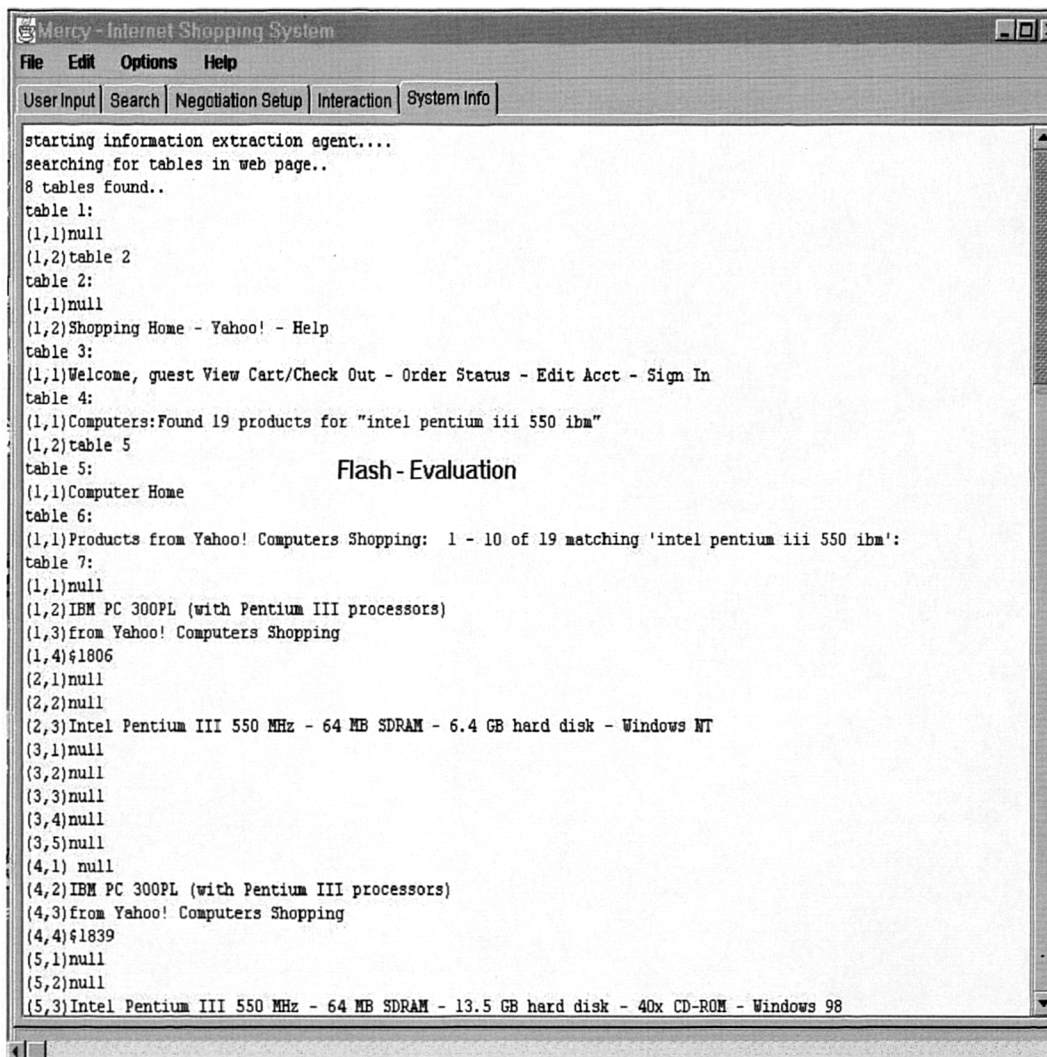 Mercy - Internet Shopping System
File Edit Options Help
User Input Search Negotiation Setup Interaction System Info
starting information extraction agent....
searching for tables in web page..
8 tables found..
table 1:
(1,1)null
(1,2)table 2
table 2:
(1,1)null
(1,2)Shopping Home - Yahoo! - Help
table 3:
(1,1)Welcome, guest View Cart/Check Out - Order Status - Edit Acct - Sign In
table 4:
(1,1)Computers:Found 19 products for "intel pentium iii 550 ibm"
(1,2)table 5
table 5:
Flash - Evaluation
(1,1)Computer Home
table 6:
(1,1)Products from Yahoo! Computers Shopping: 1 - 10 of 19 matching 'intel pentium iii 550 ibm':
table 7:
(1,1)null
(1,2)IBM PC 300PL (with Pentium III processors)
(1,3)from Yahoo! Computers Shopping
(1,4)$1806
(2,1)null
(2,2)null
(2,3)Intel Pentium III 550 MHz - 64 MB SDRAM - 6.4 GB hard disk - Windows NT
(3,1)null
(3,2)null
(3,3)null
(3,4)null
(3,5)null
(4,1) null
(4,2)IBM PC 300PL (with Pentium III processors)
(4,3)from Yahoo! Computers Shopping
(4,4)$1839
(5,1)null
(5,2)null
(5,3)Intel Pentium III 550 MHz - 64 MB SDRAM - 13.5 GB hard disk - 40x CD-ROM - Windows 98